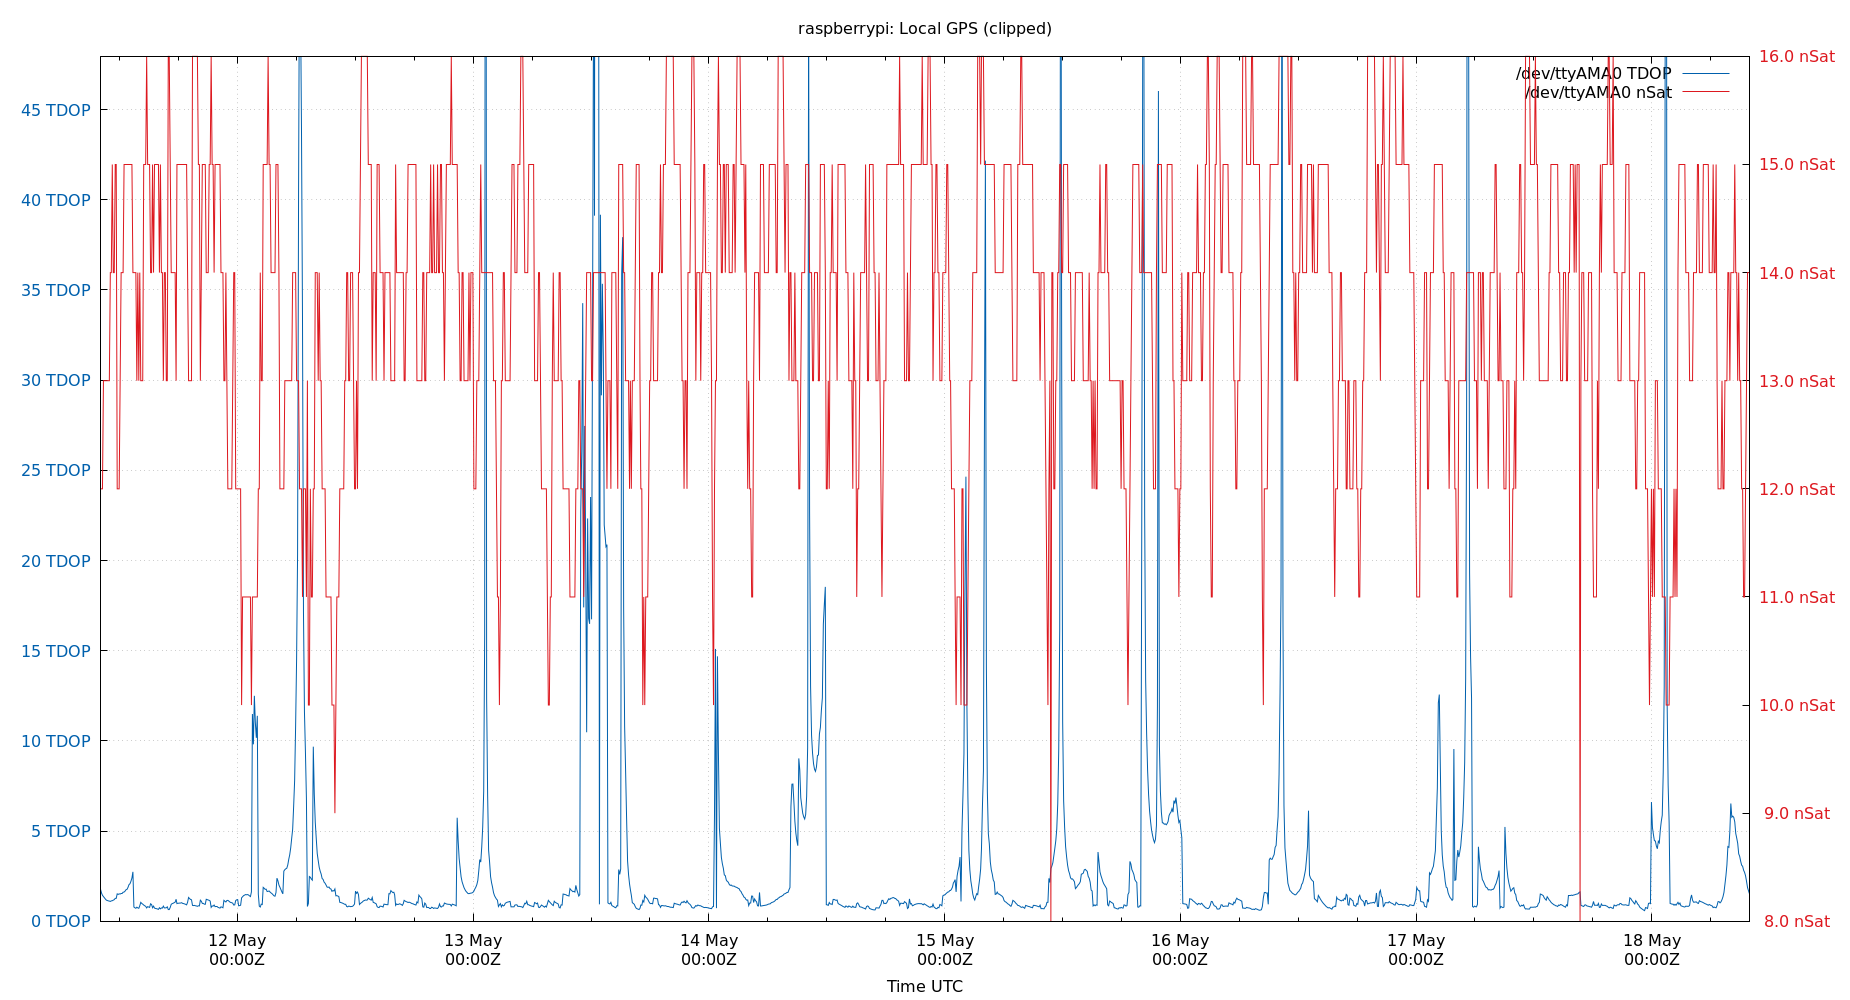 raspberrypi: Local GPS (clipped)
/dev/ttyAMA0 TDOP
/dev/ttyAMA0 nSat
45 TDOP
40 TDOP
35 TDOP
30 TDOP
25 TDOP
20 TDOP
15 TDOP
10 TDOP
5 TDOP
0 TDOP
16.0 nSat
15.0 nSat
14.0 nSat
13.0 nSat
12.0 nSat
11.0 nSat
10.0 nSat
9.0 nSat
8.0 nSat
12 May
00:00Z
13 May
00:00Z
14 May
00:00Z
15 May
00:00Z
16 May
00:00Z
17 May
00:00Z
18 May
00:00Z
Time UTC